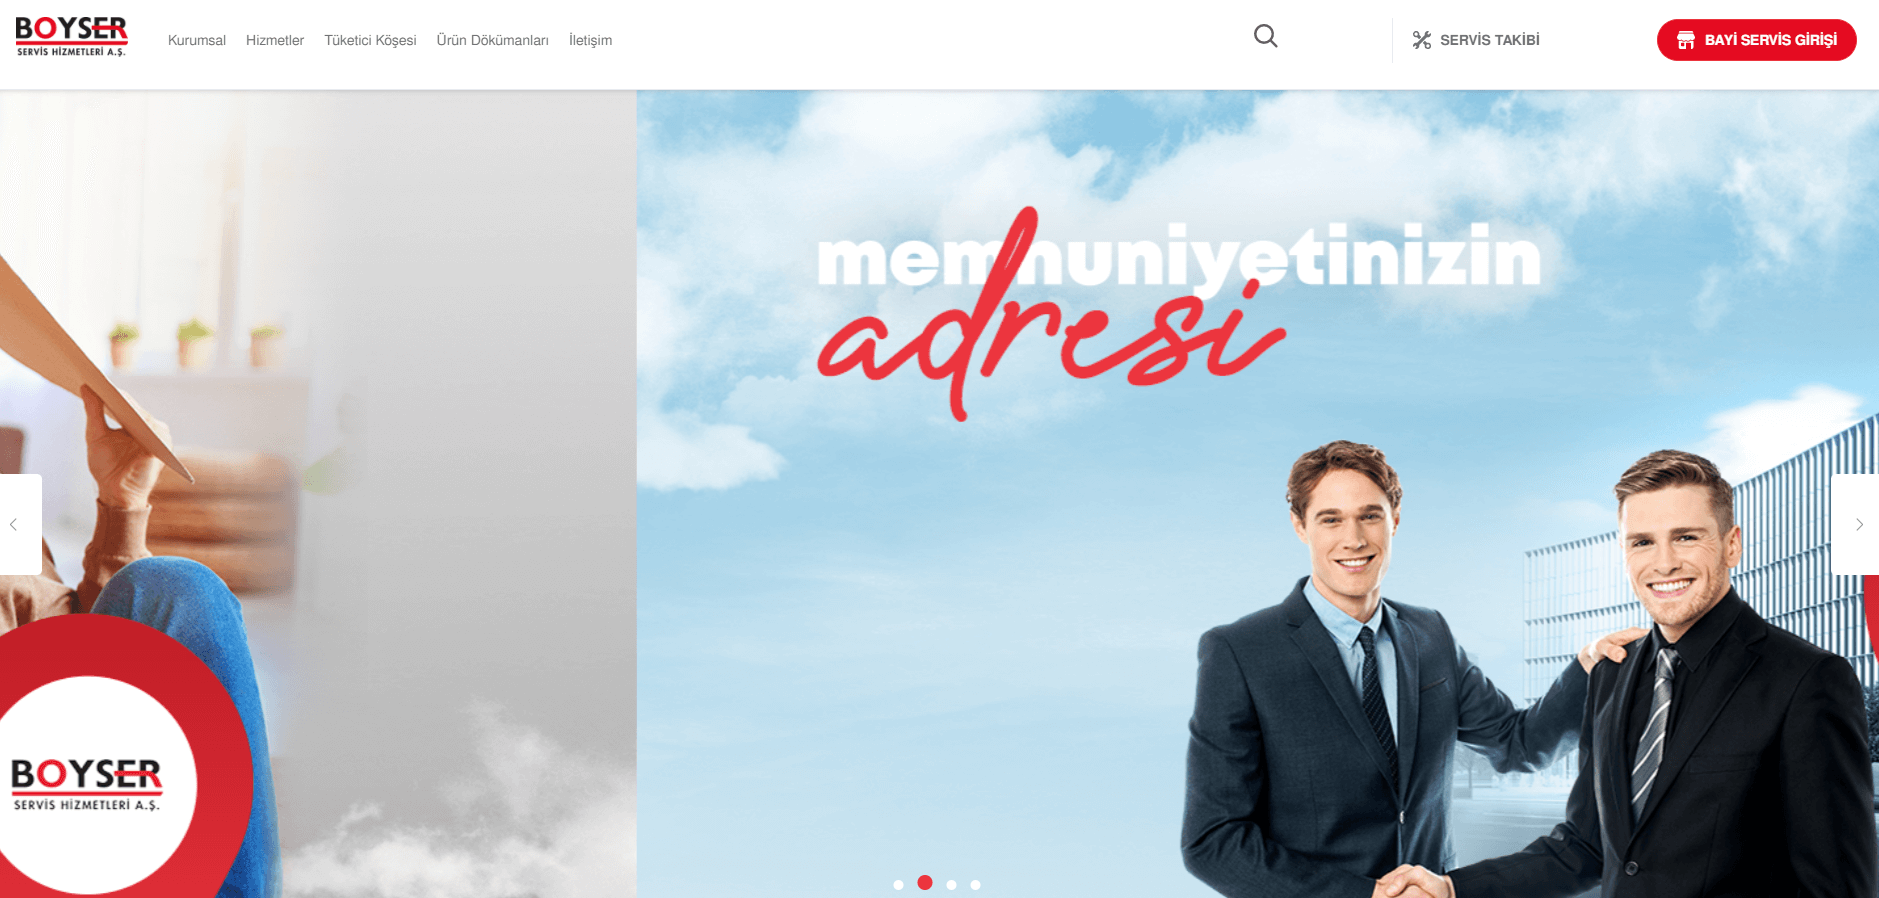 BOYSER
SERVİS HİZMETLERİ A.Ş.
Kurumsal
Hizmetler
Tüketici Köşesi
Ürün Dökümanları
İletişim
SERVİS TAKİBİ
BAYİ SERVİS GİRİŞİ
memnuniyetinizin
adresi
BOYSER
SERVİS HİZMETLERİ A.Ş.